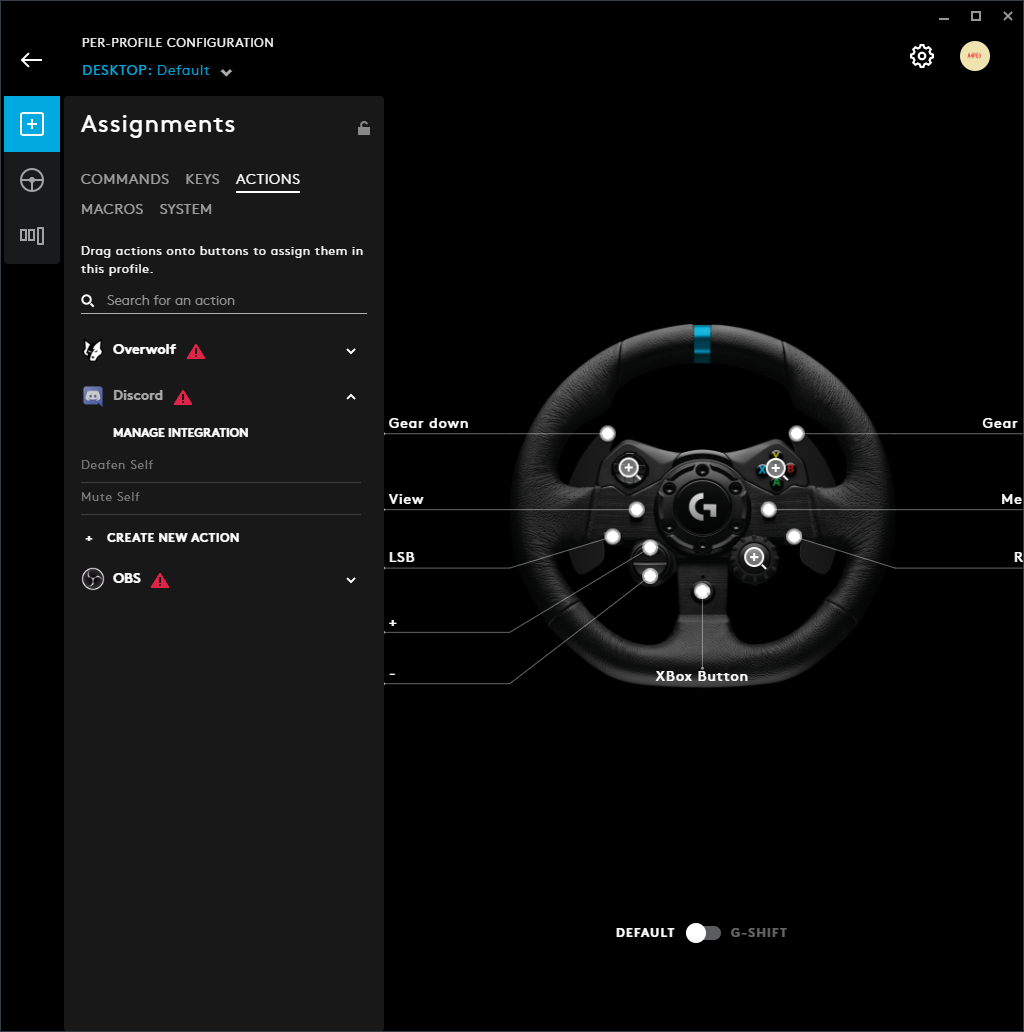 PER-PROFILE CONFIGURATION
DESKTOP: Default
Assignments
COMMANDS KEYS ACTIONS
MACROS SYSTEM
Drag actions onto buttons to assign them in
this profile.
Search for an action
Overwolf
Discord
MANAGE INTEGRATION
Deafen Self
Mute Self
+ CREATE NEW ACTION
OBS
Gear down
Gear
View
Me
LSB
R
+
-
XBox Button
Y
X
B
A
G
DEFAULT G-SHIFT